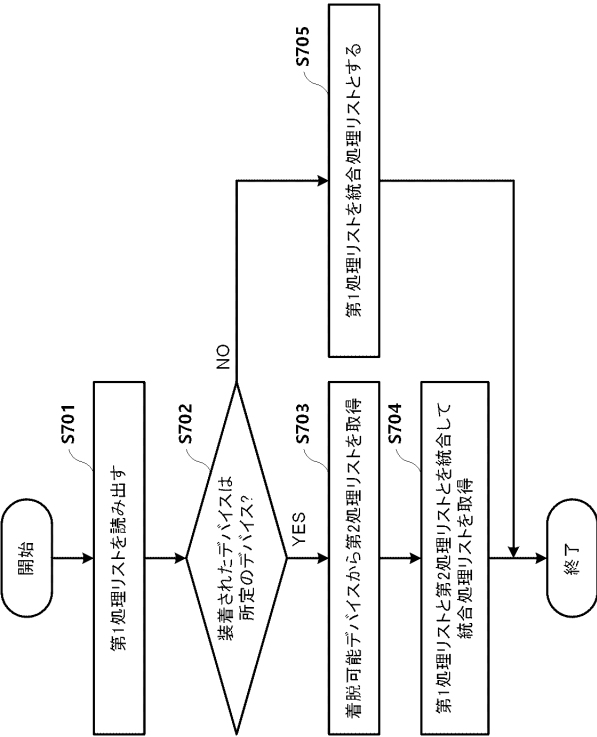 開始
S701
第1処理リストを読み出す
S702
装着されたデバイスは
所定のデバイス?
NO
YES
S703
着脱可能デバイスから第2処理リストを取得
S704
第1処理リストと第2処理リストとを統合して
統合処理リストを取得
S705
第1処理リストを統合処理リストとする
終了